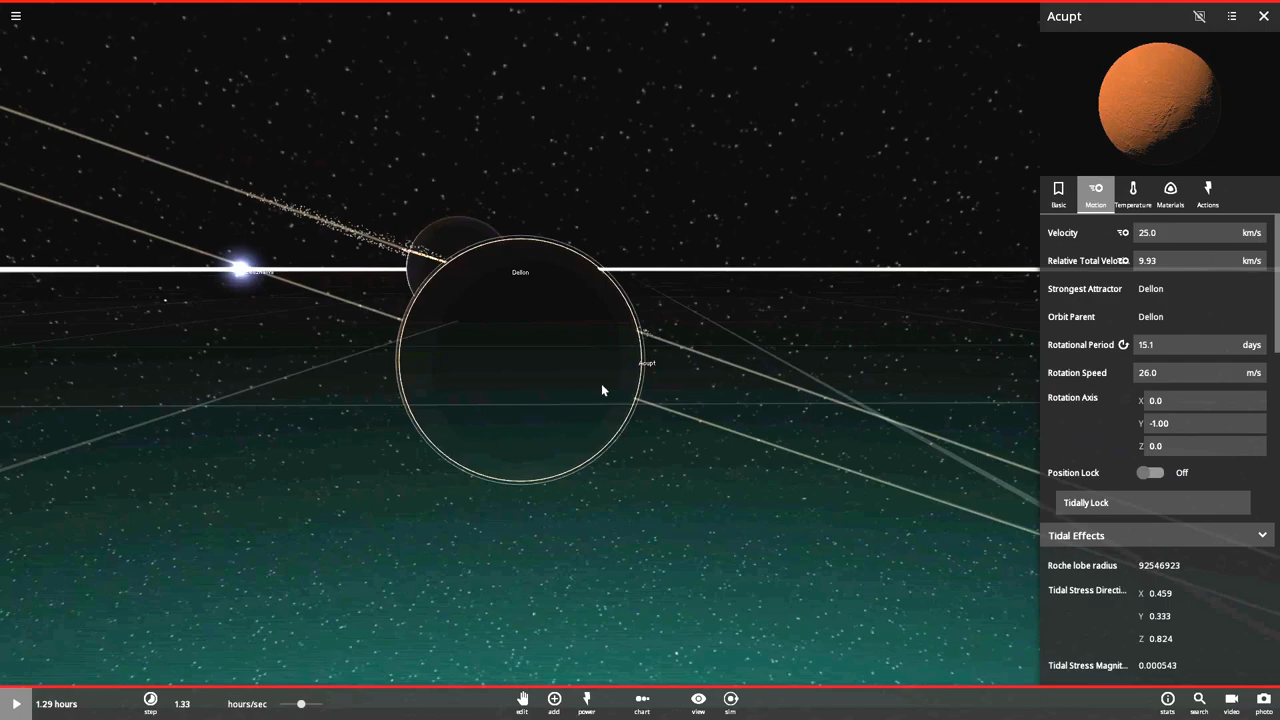 Acupt
Basic
Motion
Temperature
Materials
Actions
Velocity 25.0 km/s
Relative Total Velo 9.93 km/s
Strongest Attractor Dellon
Orbit Parent Dellon
Rotational Period 15.1 days
Rotation Speed 26.0 m/s
Rotation Axis X 0.0
Y -1.00
Z 0.0
Position Lock Off
Tidally Lock
Tidal Effects
Roche lobe radius 92546923
Tidal Stress Directi... X 0.459
Y 0.333
Z 0.824
Tidal Stress Magnit... 0.000543
Dellon
Acupt
1.29 hours
step
1.33 hours/sec
edit
add
power
chart
view
sim
stats
search
video
photo